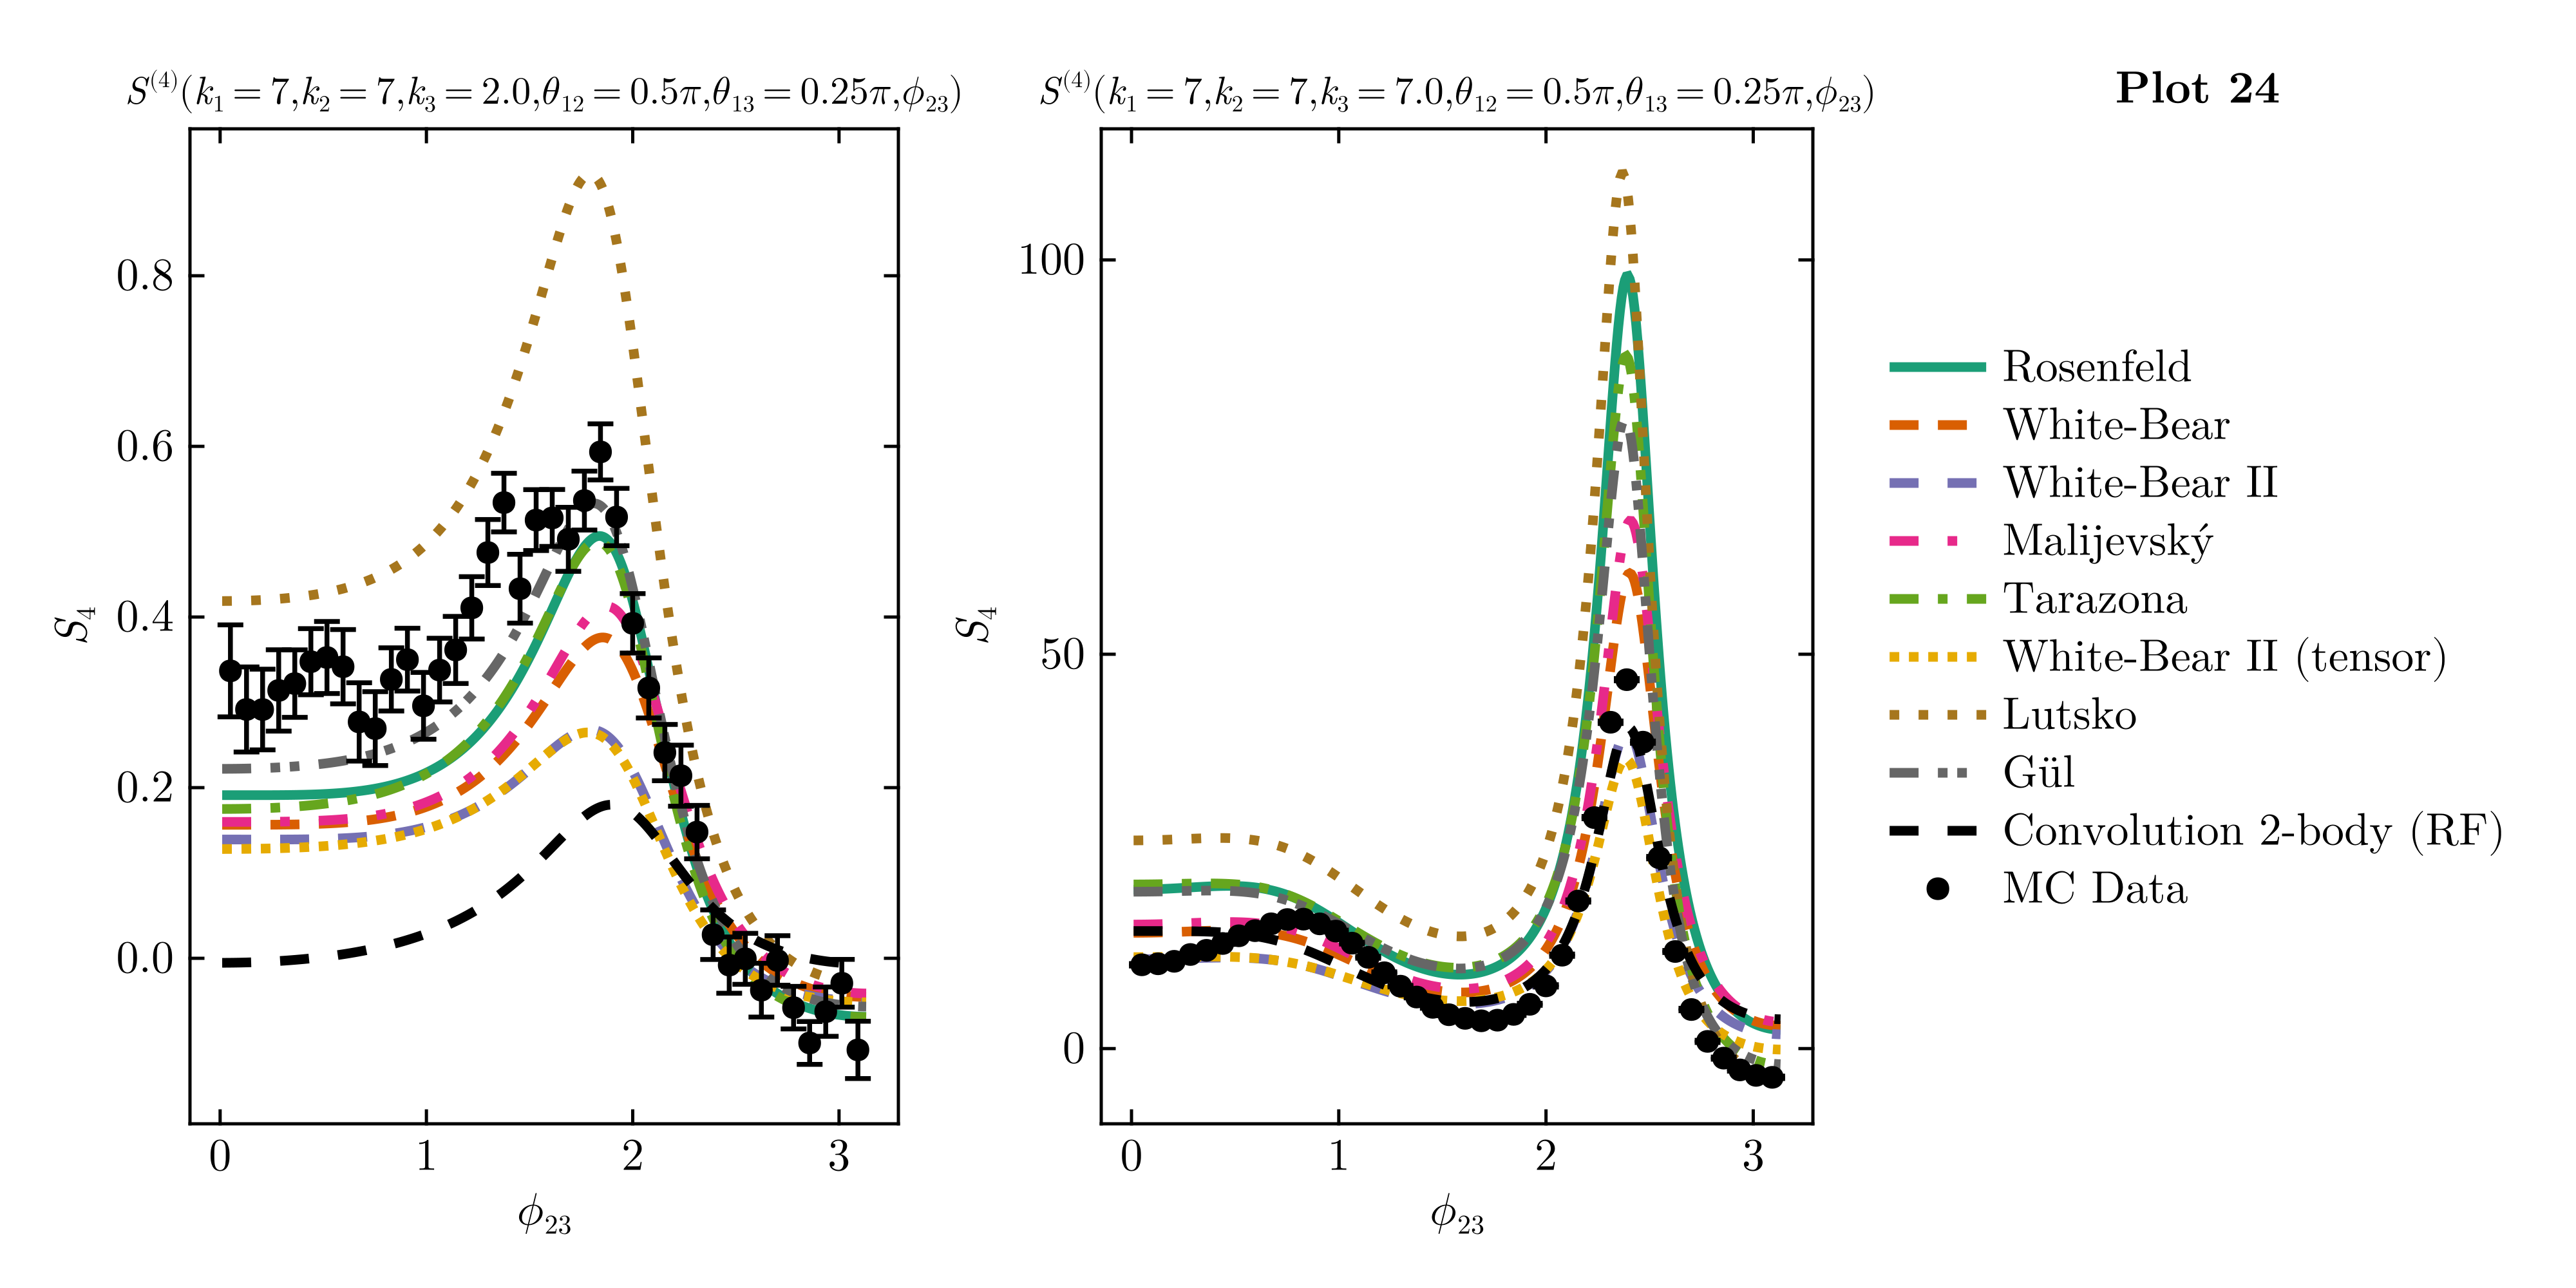 S⁽⁴⁾(k₁ = 7,k₂ = 7,k₃ = 2.0,θ₁₂ = 0.5π,θ₁₃ = 0.25π,ϕ₂₃)
S⁽⁴⁾(k₁ = 7,k₂ = 7,k₃ = 7.0,θ₁₂ = 0.5π,θ₁₃ = 0.25π,ϕ₂₃)
Plot 24
S₄
0.8
0.6
0.4
0.2
0.0
0 1 2 3
ϕ₂₃
S₄
100
50
0
0 1 2 3
ϕ₂₃
Rosenfeld
White-Bear
White-Bear II
Malijevský
Tarazona
White-Bear II (tensor)
Lutsko
Gül
Convolution 2-body (RF)
MC Data